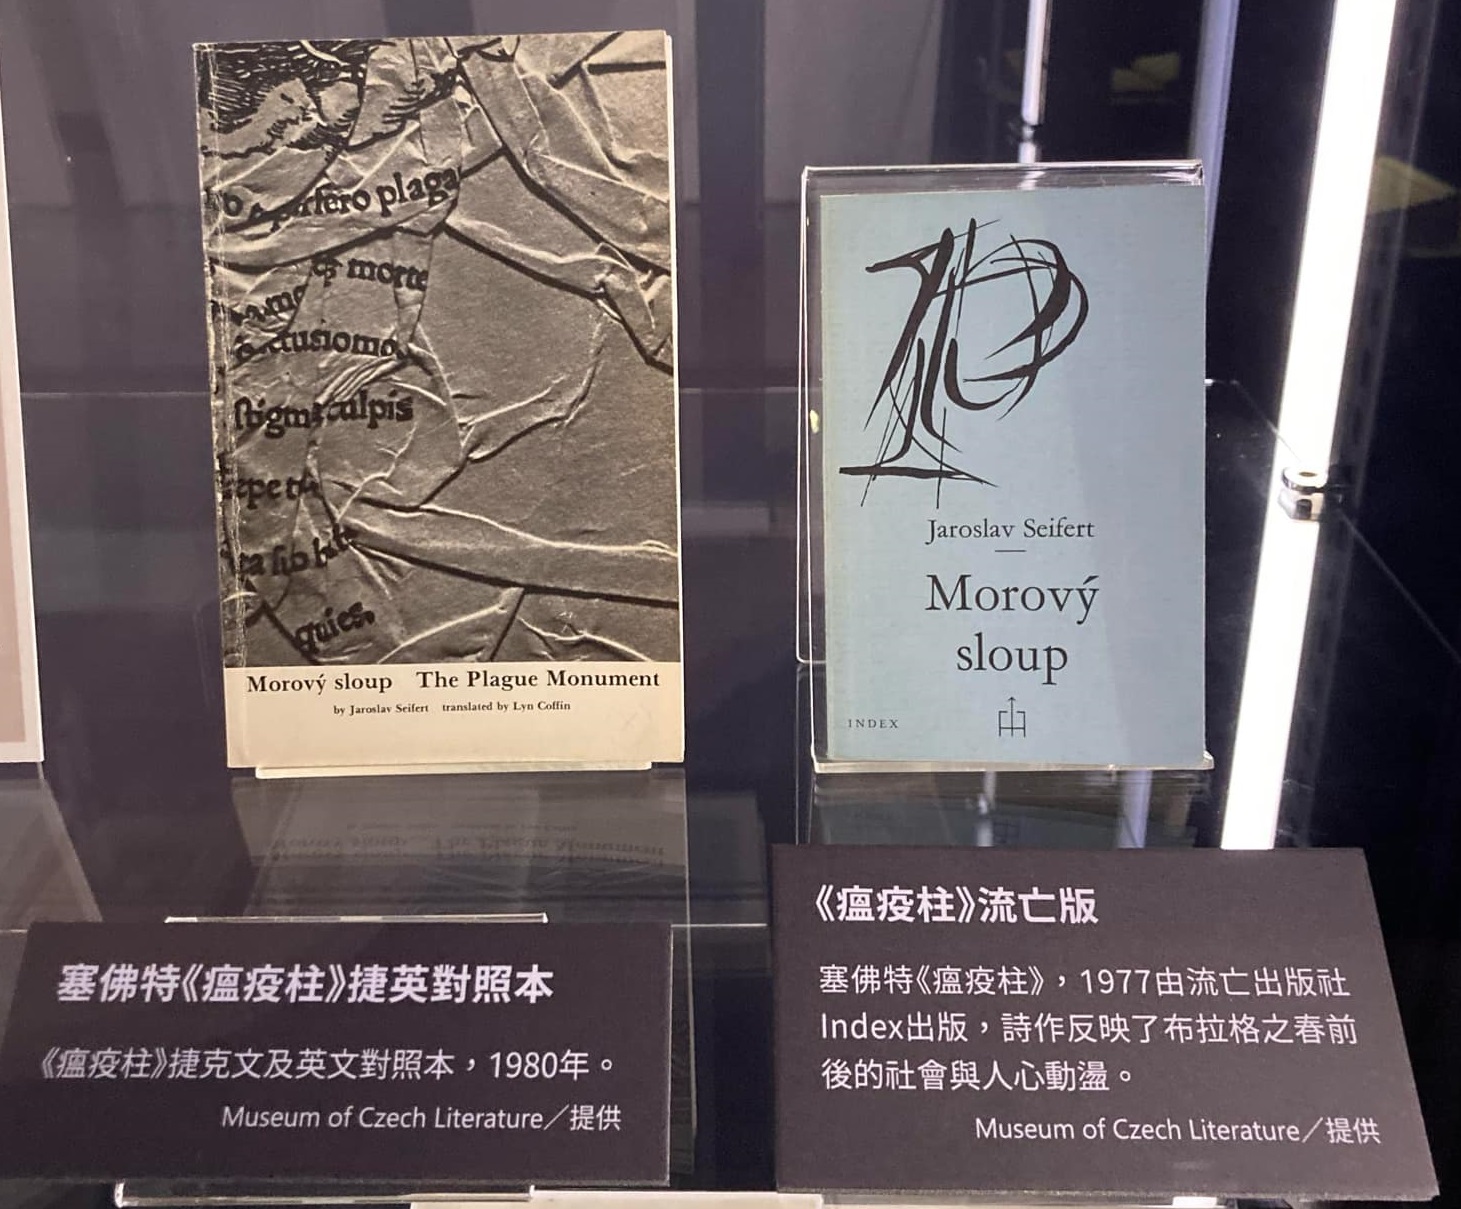 plaga
morte
quies.
Morový sloup The Plague Monument
by Jaroslav Seifert translated by Lyn Coffin
Jaroslav Seifert
Morový
sloup
INDEX
塞佛特《瘟疫柱》捷英對照本
《瘟疫柱》捷克文及英文對照本，1980年。
Museum of Czech Literature／提供
《瘟疫柱》流亡版
塞佛特《瘟疫柱》，1977由流亡出版社
Index出版，詩作反映了布拉格之春前
後的社會與人心動盪。
Museum of Czech Literature／提供